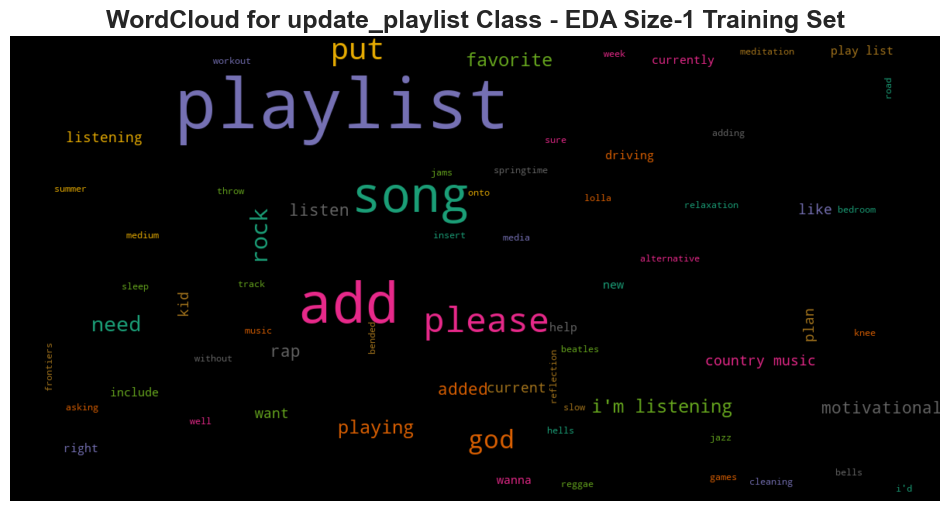 WordCloud for update_playlist Class - EDA Size-1 Training Set
put
favorite
workout
week
currently
meditation
play list
road
playlist
listening
adding
sure
driving
jams
springtime
summer
throw
onto
song
lolla
relaxation
like
bedroom
listen
rock
medium
insert
media
alternative
sleep
track
new
kid
add
please
need
music
bended
help
plan
knee
without
rap
beatles
country music
frontiers
reflection
include
added
current
asking
want
slow
i'm listening
motivational
well
playing
god
hells
jazz
right
wanna
reggae
games
cleaning
bells
i'd